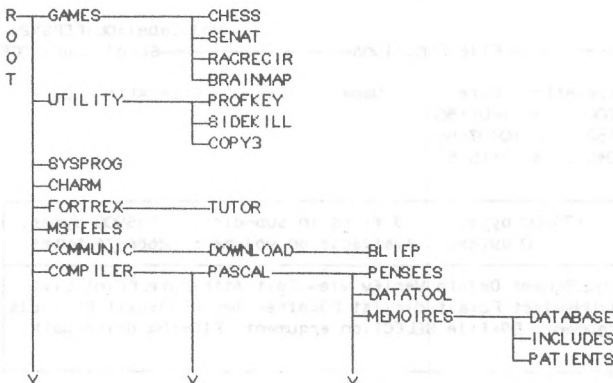 R GAMES CHESS
O SENAT
O RACRECIR
T BRAINMAP
UTILITY PROFKEY
SIDEKILL
COPY3
SYSPROG
CHARM
FORTREX TUTOR
MSTEELS
COMMUNIC DOWNLOAD BLIEP
COMPILER PASCAL PENSEES
DATATOOL
MEMOIRES DATABASE
INCLUDES
PATIENTS